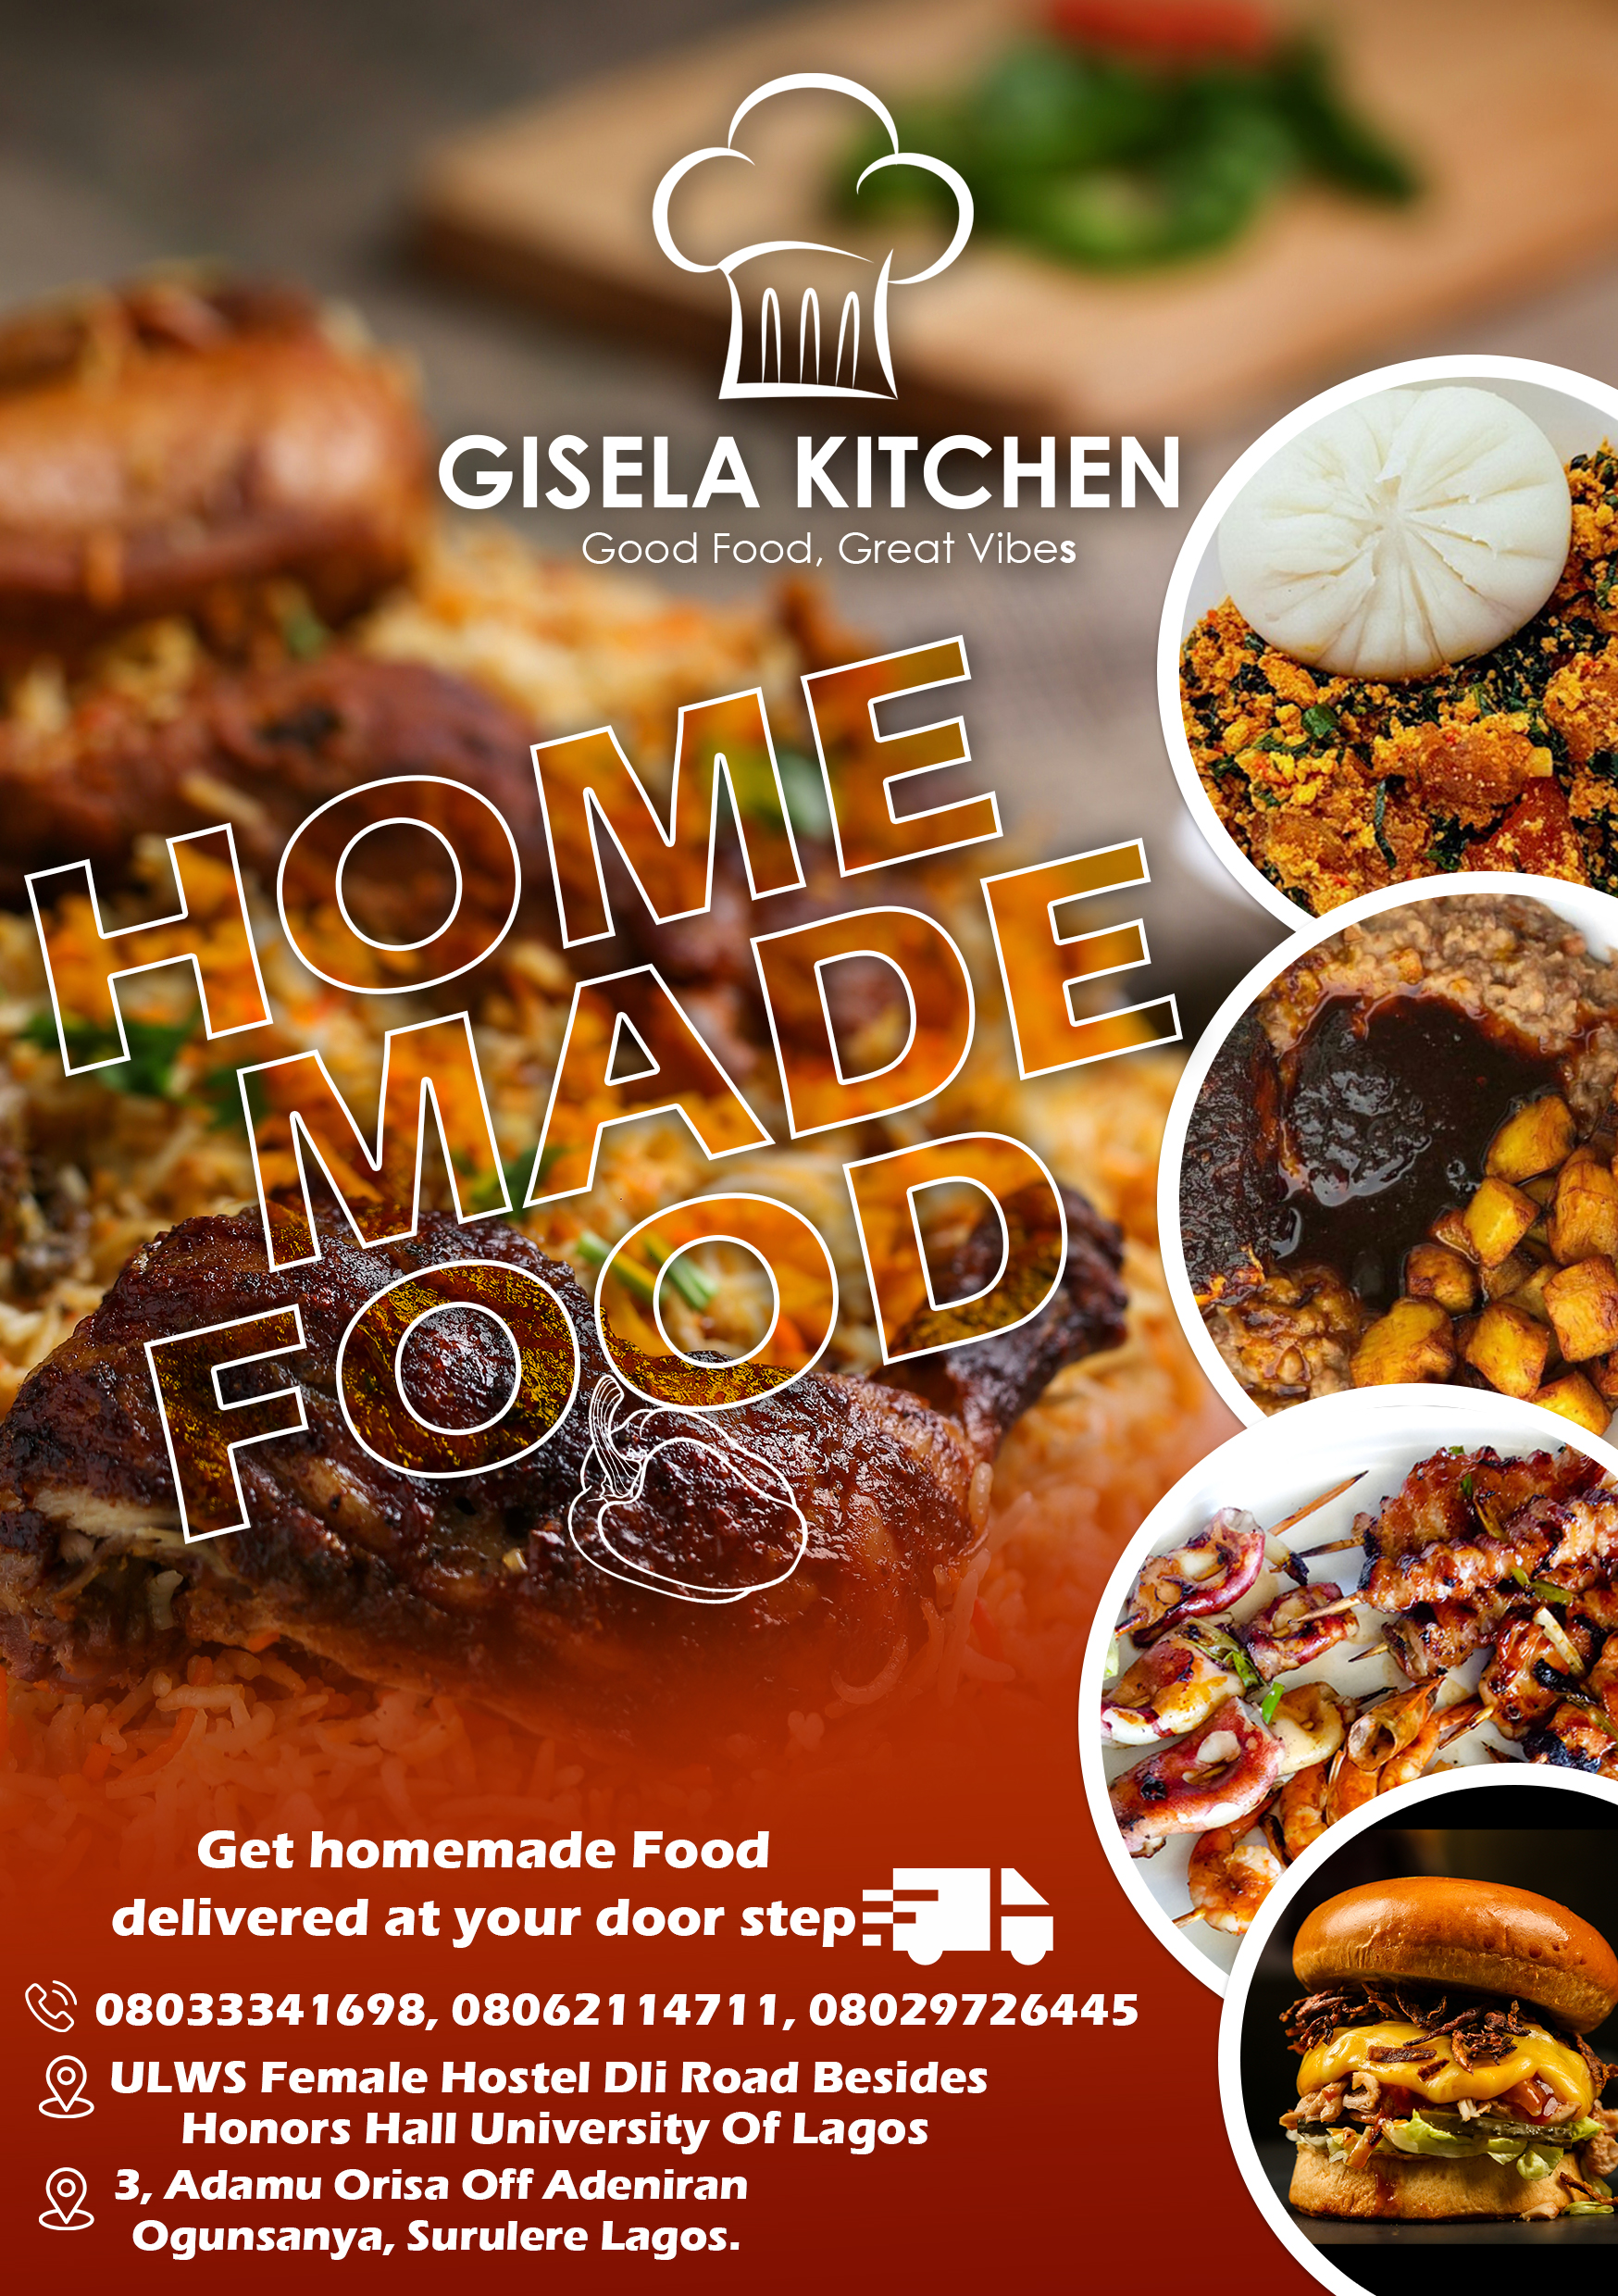 GISELA KITCHEN
Good Food, Great Vibes
HOME
MADE
FOOD
Get homemade Food
delivered at your door step
08033341698, 08062114711, 08029726445
ULWS Female Hostel Dli Road Besides
Honors Hall University Of Lagos
3, Adamu Orisa Off Adeniran
Ogunsanya, Surulere Lagos.